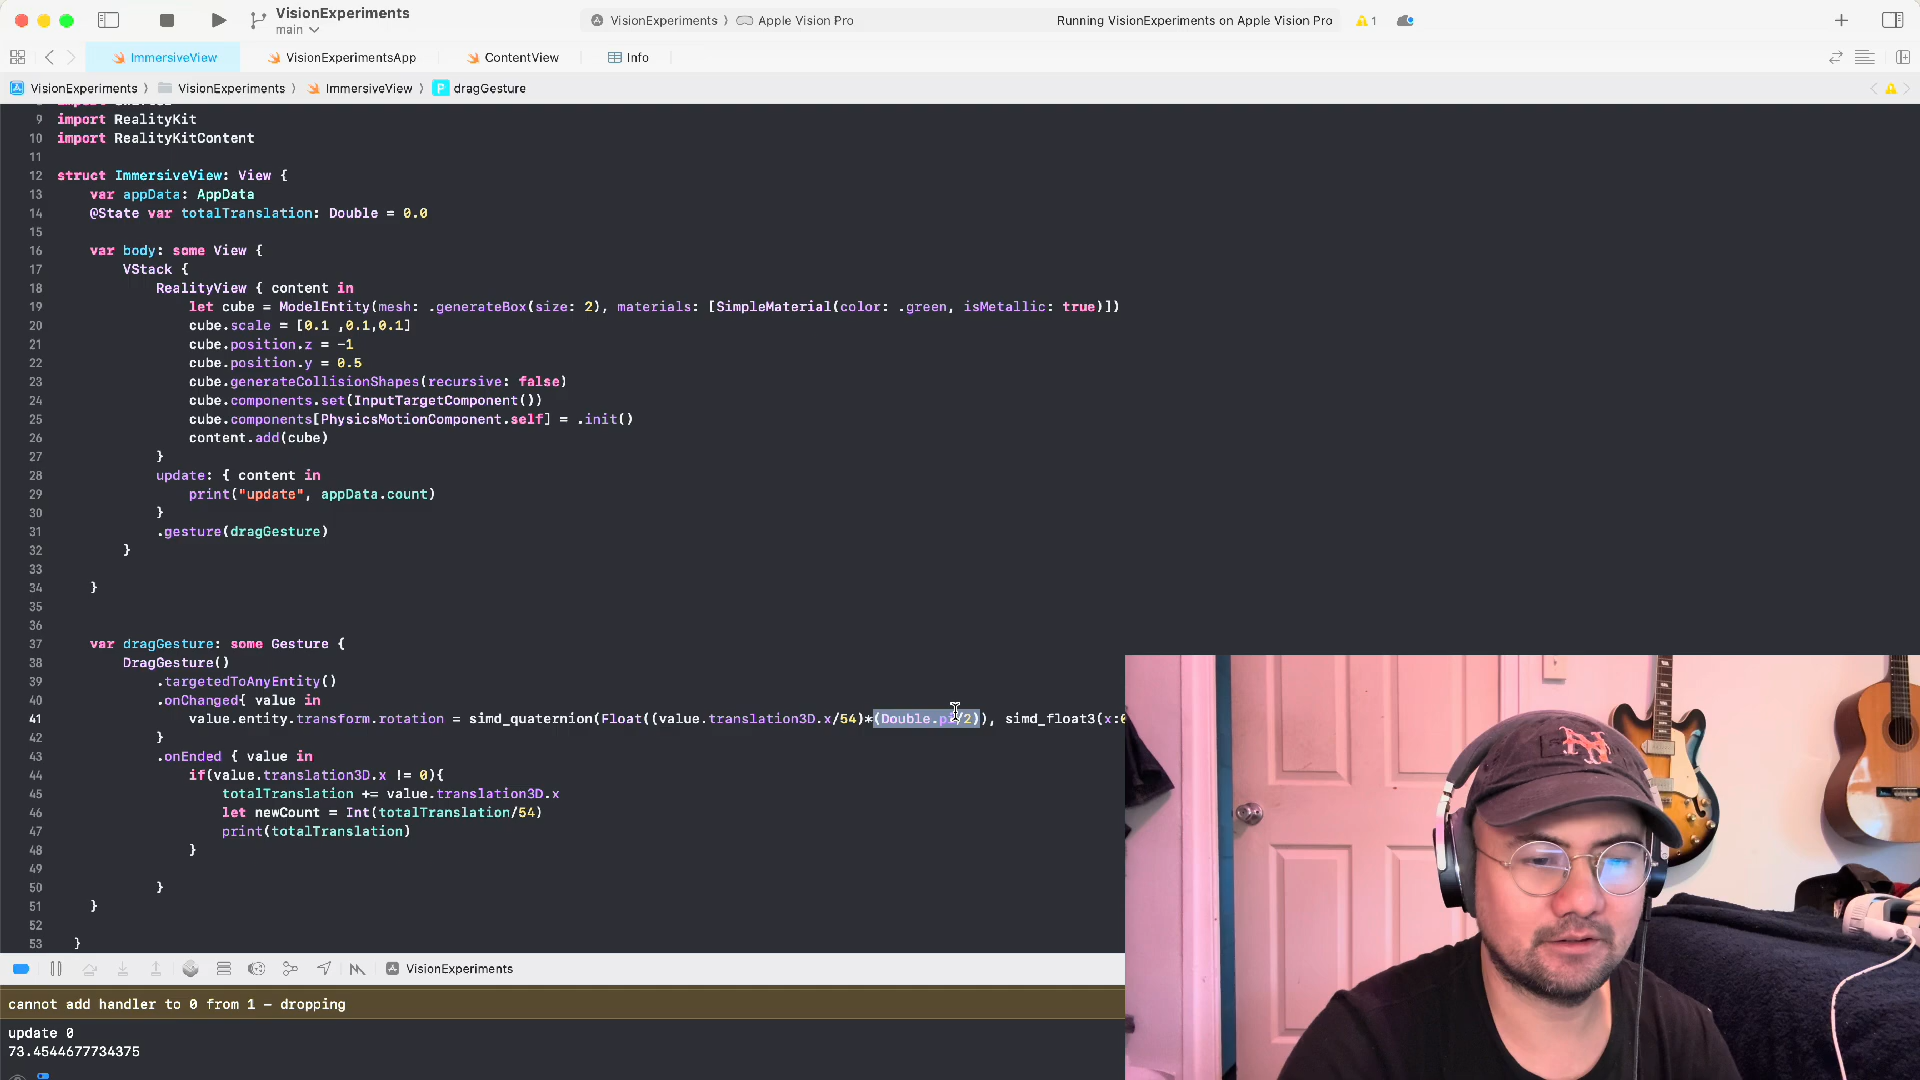 VisionExperiments
main
VisionExperiments 〉 Apple Vision Pro
Running VisionExperiments on Apple Vision Pro
1
ImmersiveView
VisionExperimentsApp
ContentView
Info
VisionExperiments 〉 VisionExperiments 〉 ImmersiveView 〉 P dragGesture
9 import RealityKit
10 import RealityKitContent
11
12 struct ImmersiveView: View {
13 var appData: AppData
14 @State var totalTranslation: Double = 0.0
15
16 var body: some View {
17 VStack {
18 RealityView { content in
19 let cube = ModelEntity(mesh: .generateBox(size: 2), materials: [SimpleMaterial(color: .green, isMetallic: true)])
20 cube.scale = [0.1 ,0.1,0.1]
21 cube.position.z = -1
22 cube.position.y = 0.5
23 cube.generateCollisionShapes(recursive: false)
24 cube.components.set(InputTargetComponent())
25 cube.components[PhysicsMotionComponent.self] = .init()
26 content.add(cube)
27 }
28 update: { content in
29 print("update", appData.count)
30 }
31 .gesture(dragGesture)
32 }
33
34 }
35
36
37 var dragGesture: some Gesture {
38 DragGesture()
39 .targetedToAnyEntity()
40 .onChanged{ value in
41 value.entity.transform.rotation = simd_quaternion(Float((value.translation3D.x/54)*(Double.pi/2)), simd_float3(x:0
42 }
43 .onEnded { value in
44 if(value.translation3D.x != 0){
45 totalTranslation += value.translation3D.x
46 let newCount = Int(totalTranslation/54)
47 print(totalTranslation)
48 }
49
50 }
51 }
52
53 }
VisionExperiments
cannot add handler to 0 from 1 - dropping
update 0
73.4544677734375